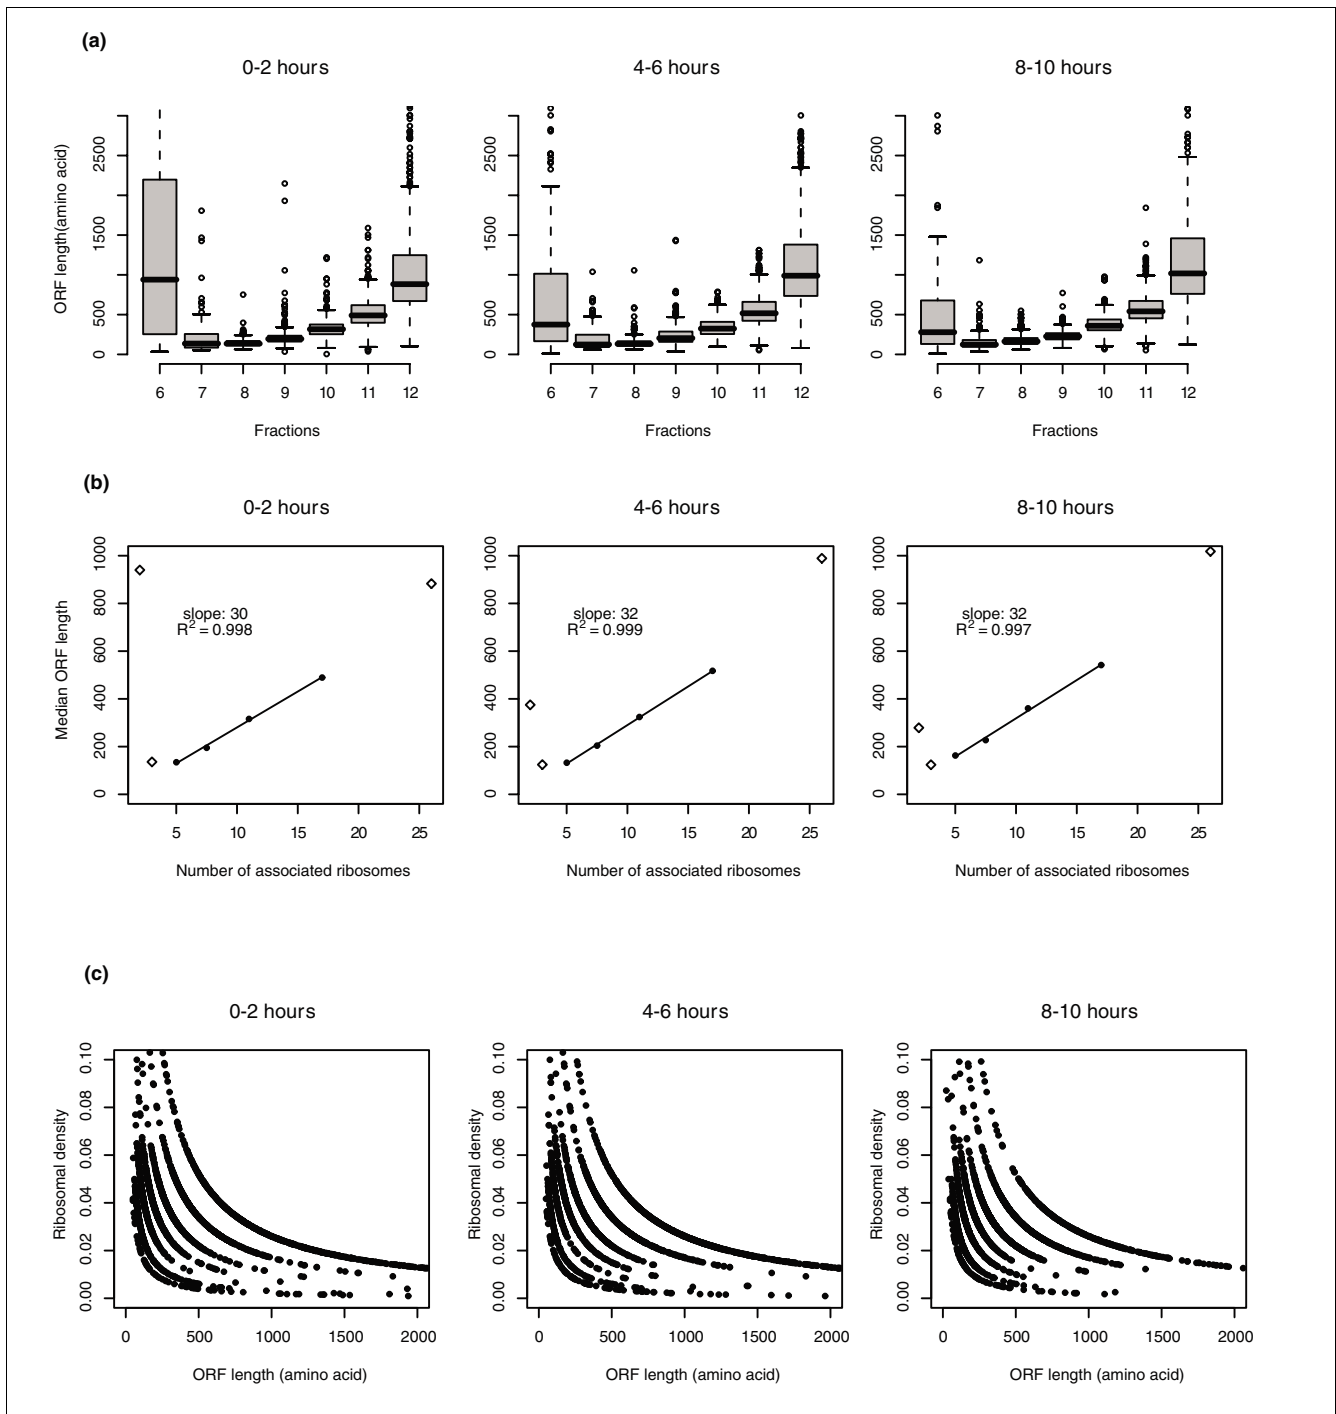 (a)
0-2 hours 4-6 hours 8-10 hours
ORF length(amino acid)
2500 2500 2500
1500 1500 1500
500 500 500
0 0 0
6 7 8 9 10 11 12 6 7 8 9 10 11 12 6 7 8 9 10 11 12
Fractions Fractions Fractions
(b)
0-2 hours 4-6 hours 8-10 hours
Median ORF length
1000 1000 1000
800 800 800
slope: 30 slope: 32 slope: 32
R² = 0.998 R² = 0.999 R² = 0.997
600 600 600
400 400 400
200 200 200
0 0 0
5 10 15 20 25 5 10 15 20 25 5 10 15 20 25
Number of associated ribosomes Number of associated ribosomes Number of associated ribosomes
(c)
0-2 hours 4-6 hours 8-10 hours
Ribosomal density Ribosomal density Ribosomal density
0.10 0.10 0.10
0.08 0.08 0.08
0.06 0.06 0.06
0.04 0.04 0.04
0.02 0.02 0.02
0.00 0.00 0.00
0 500 1000 1500 2000 0 500 1000 1500 2000 0 500 1000 1500 2000
ORF length (amino acid) ORF length (amino acid) ORF length (amino acid)